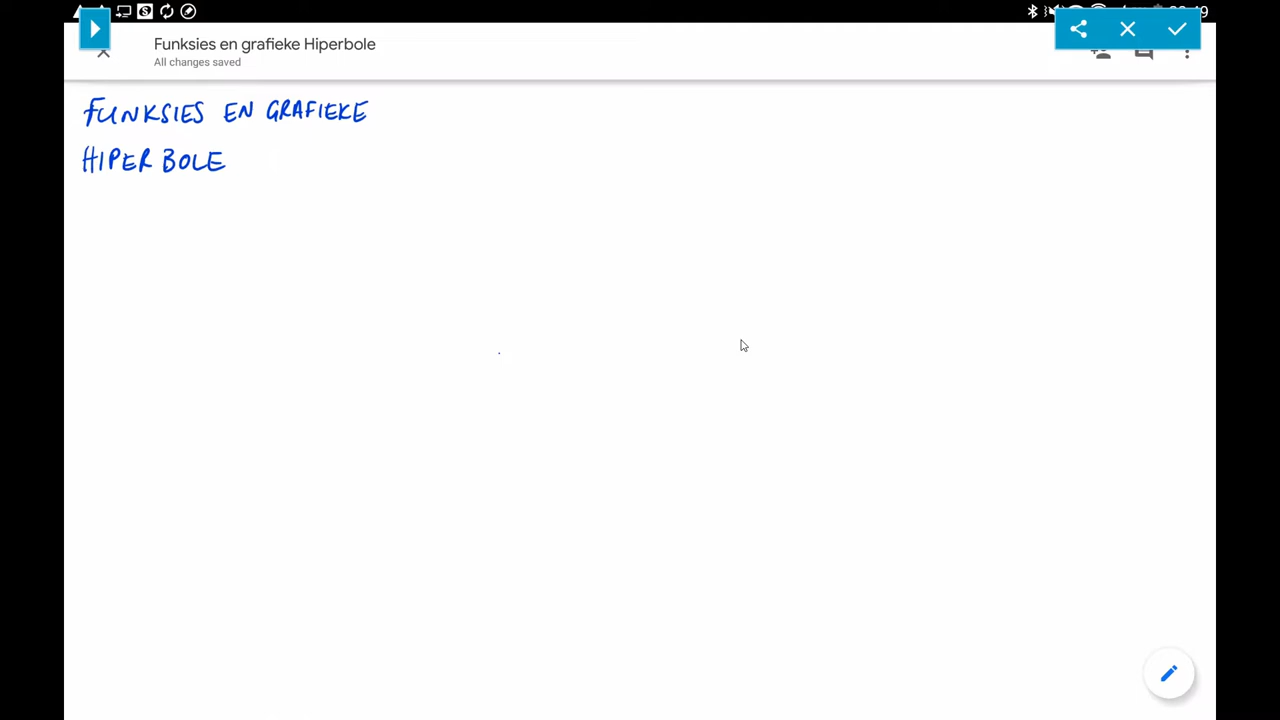 Funksies en grafieke Hiperbole
All changes saved
FUNKSIES EN GRAFIEKE
HIPERBOLE